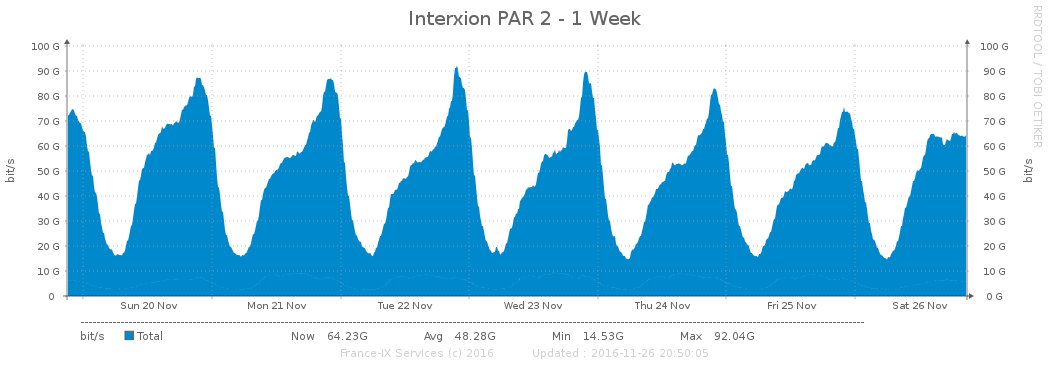 Interxion PAR 2 - 1 Week
RRDTOOL / TOBI OETIKER
100 G 100 G
90 G 90 G
80 G 80 G
70 G 70 G
60 G 60 G
50 G 50 G
40 G 40 G
30 G 30 G
20 G 20 G
10 G 10 G
0 0 G
bit/s bit/s
Sun 20 Nov Mon 21 Nov Tue 22 Nov Wed 23 Nov Thu 24 Nov Fri 25 Nov Sat 26 Nov
bit/s Total Now 64.23G Avg 48.28G Min 14.53G Max 92.04G
France-IX Services (c) 2016 Updated : 2016-11-26 20:50:05